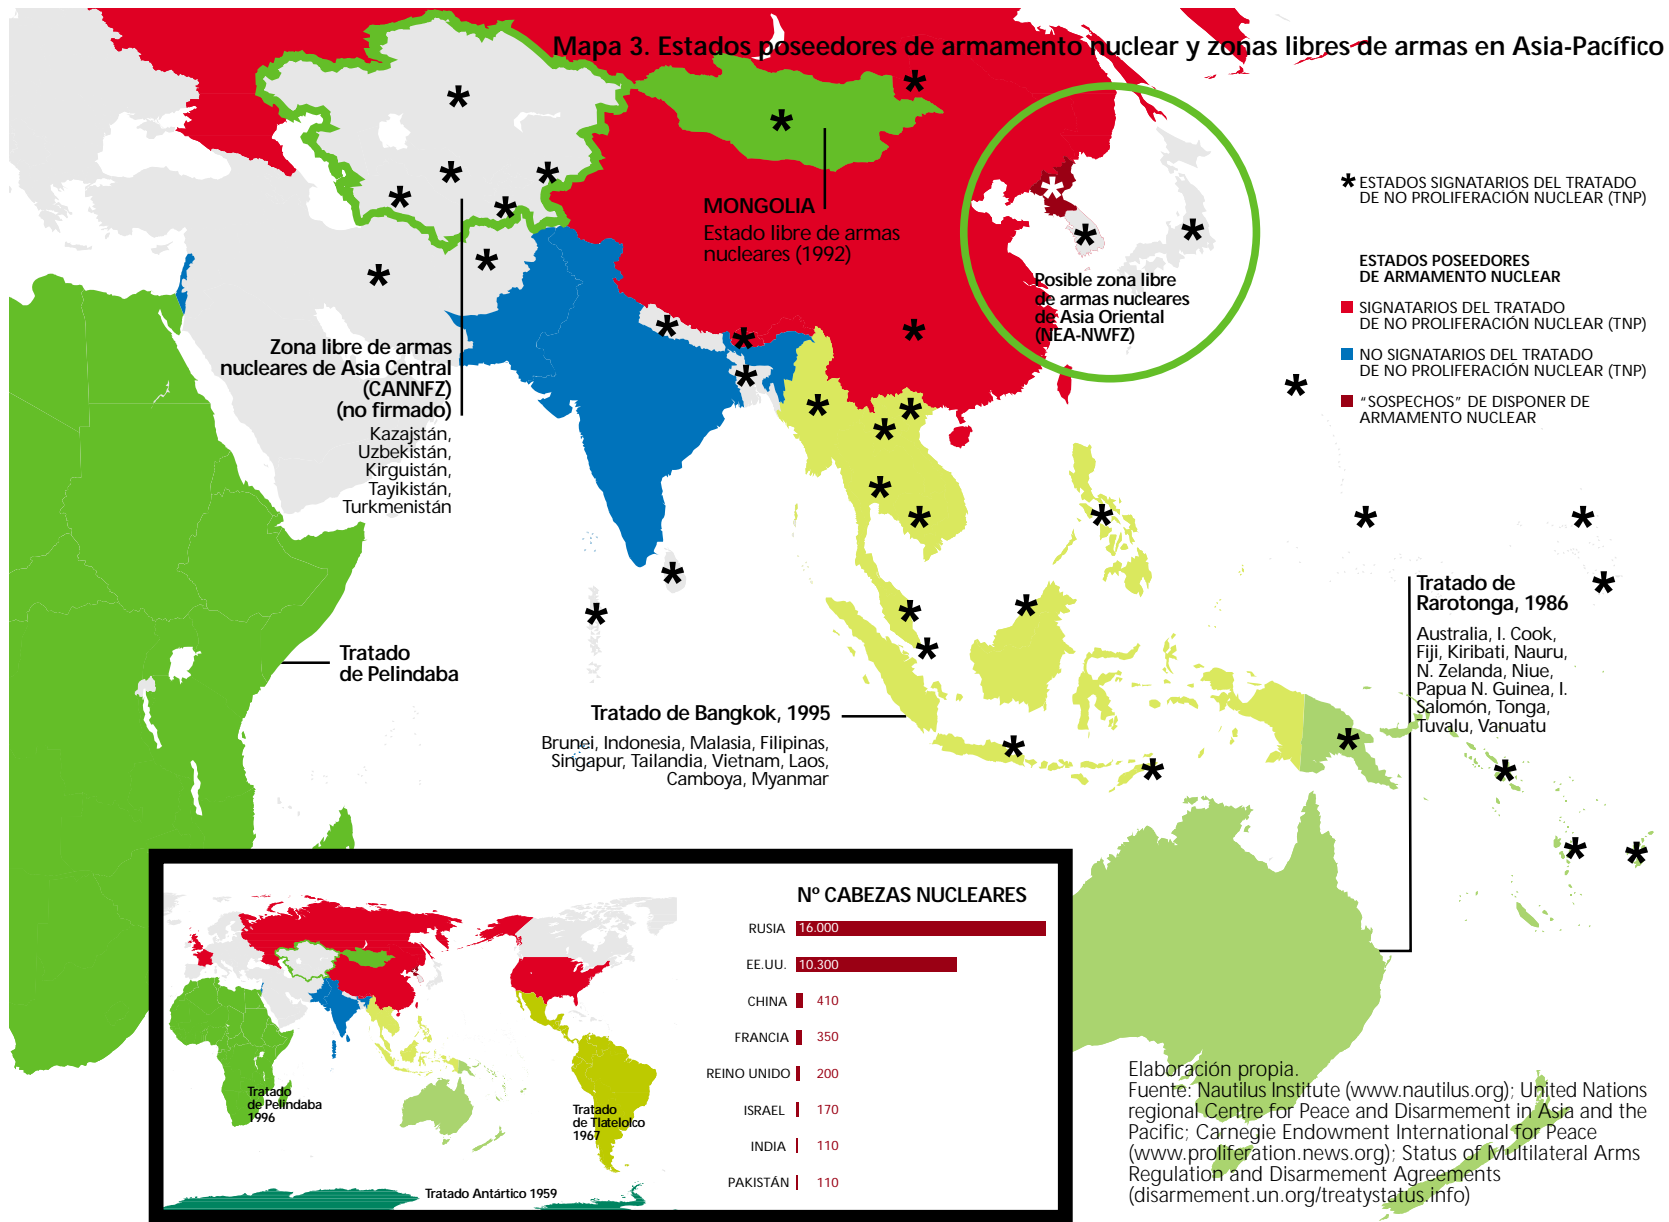 Mapa 3. Estados poseedores de armamento nuclear y zonas libres de armas en Asia-Pacífico
* ESTADOS SIGNATARIOS DEL TRATADO
DE NO PROLIFERACIÓN NUCLEAR (TNP)
ESTADOS POSEEDORES
DE ARMAMENTO NUCLEAR
SIGNATARIOS DEL TRATADO
DE NO PROLIFERACIÓN NUCLEAR (TNP)
NO SIGNATARIOS DEL TRATADO
DE NO PROLIFERACIÓN NUCLEAR (TNP)
“SOSPECHOS” DE DISPONER DE
ARMAMENTO NUCLEAR
MONGOLIA
Estado libre de armas
nucleares (1992)
Posible zona libre
de armas nucleares
de Asia Oriental
(NEA-NWFZ)
Zona libre de armas
nucleares de Asia Central
(CANNFZ)
(no firmado)
Kazajstán,
Uzbekistán,
Kirguistán,
Tayikistán,
Turkmenistán
Tratado
de Pelindaba
Tratado de Bangkok, 1995
Brunei, Indonesia, Malasia, Filipinas,
Singapur, Tailandia, Vietnam, Laos,
Camboya, Myanmar
Tratado de
Rarotonga, 1986
Australia, I. Cook,
Fiji, Kiribati, Nauru,
N. Zelanda, Niue,
Papua N. Guinea, I.
Salomón, Tonga,
Tuvalu, Vanuatu
Nº CABEZAS NUCLEARES
RUSIA 16.000
EE.UU. 10.300
CHINA 410
FRANCIA 350
REINO UNIDO 200
ISRAEL 170
INDIA 110
PAKISTÁN 110
Tratado
de Pelindaba
1996
Tratado
de Tlatelolco
1967
Tratado Antártico 1959
Elaboración propia.
Fuente: Nautilus Institute (www.nautilus.org); United Nations
regional Centre for Peace and Disarmement in Asia and the
Pacific; Carnegie Endowment International for Peace
(www.proliferation.news.org); Status of Multilateral Arms
Regulation and Disarmement Agreements
(disarmement.un.org/treatystatus.info)